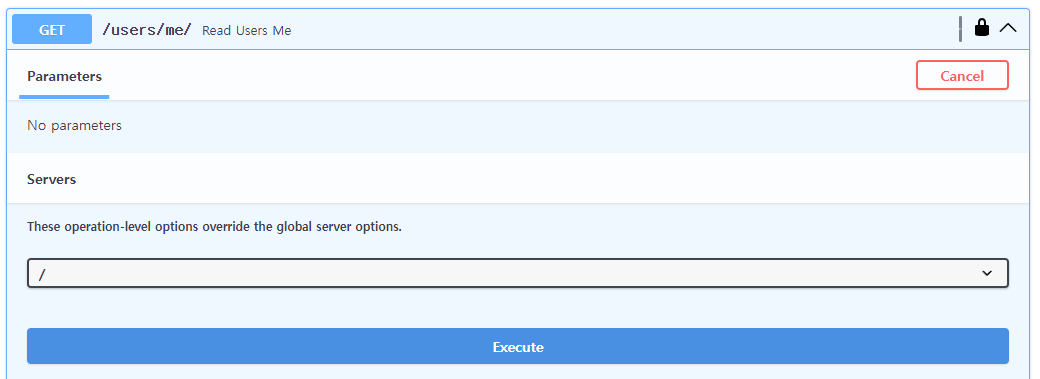 GET /users/me/ Read Users Me
Parameters Cancel
No parameters
Servers
These operation-level options override the global server options.
/
Execute